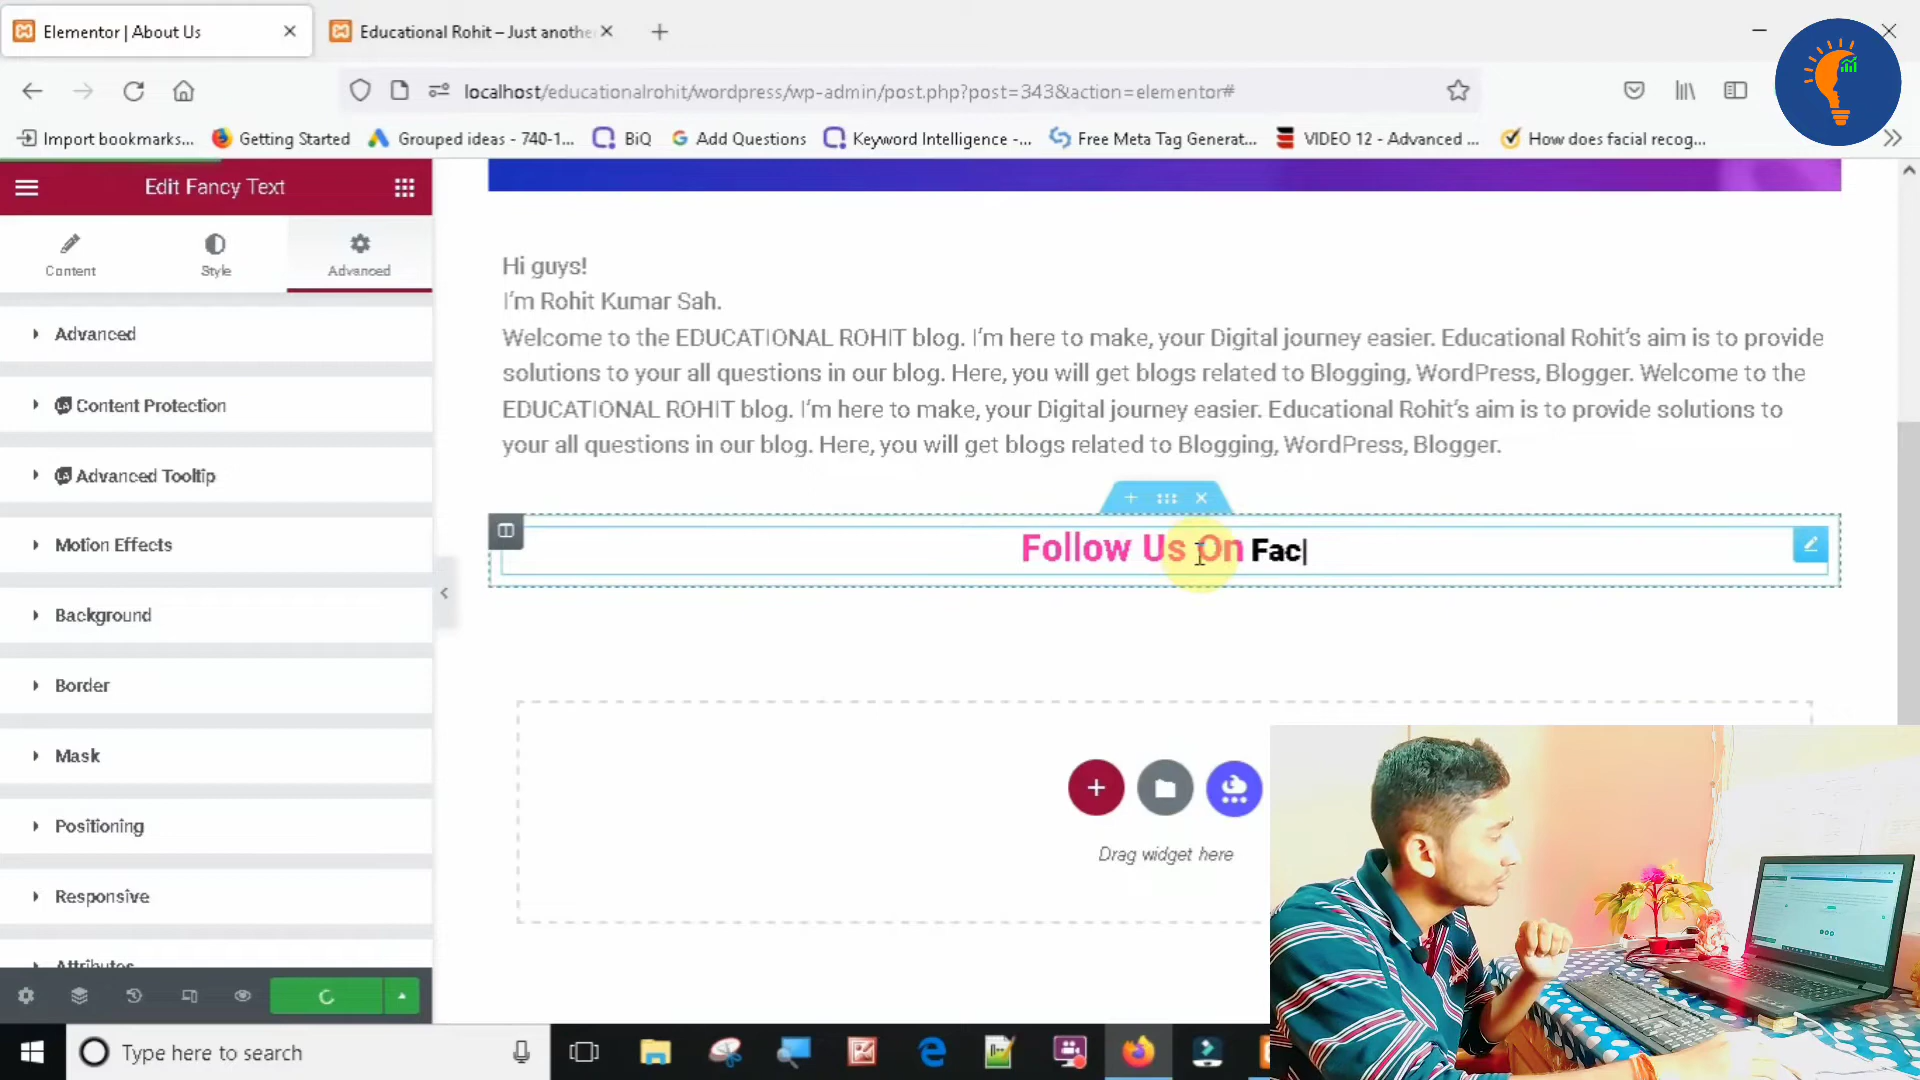 Elementor | About Us
Educational Rohit – Just anothe
localhost/educationalrohit/wordpress/wp-admin/post.php?post=343&action=elementor#
Import bookmarks...
Getting Started
Grouped ideas - 740-1...
BiQ
Add Questions
Keyword Intelligence -...
Free Meta Tag Generat...
VIDEO 12 - Advanced ...
How does facial recog...
Edit Fancy Text
Content
Style
Advanced
Advanced
Content Protection
Advanced Tooltip
Motion Effects
Background
Border
Mask
Positioning
Responsive
Attributes
Hi guys!
I'm Rohit Kumar Sah.
Welcome to the EDUCATIONAL ROHIT blog. I'm here to make, your Digital journey easier. Educational Rohit's aim is to provide
solutions to your all questions in our blog. Here, you will get blogs related to Blogging, WordPress, Blogger. Welcome to the
EDUCATIONAL ROHIT blog. I'm here to make, your Digital journey easier. Educational Rohit's aim is to provide solutions to
your all questions in our blog. Here, you will get blogs related to Blogging, WordPress, Blogger.
Follow Us On Fac|
Drag widget here
Type here to search